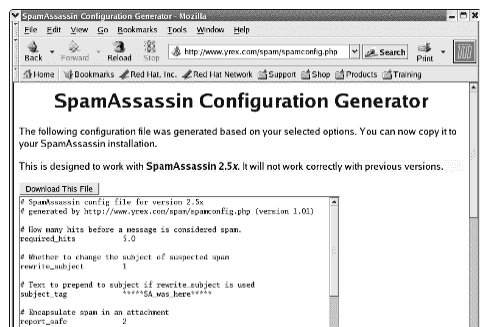 SpamAssassin Configuration Generator - Mozilla
File Edit View Go Bookmarks Tools Window Help
Back Forward Reload Stop http://www.yrex.com/spam/spamconfig.php Search Print
Home Bookmarks Red Hat, Inc. Red Hat Network Support Shop Products Training
SpamAssassin Configuration Generator
The following configuration file was generated based on your selected options. You can now copy it to
your SpamAssassin installation.
This is designed to work with SpamAssassin 2.5x. It will not work correctly with previous versions.
Download This File
# SpamAssassin config file for version 2.5x
# generated by http://www.yrex.com/spam/spamconfig.php (version 1.01)
# How many hits before a message is considered spam.
required_hits 5.0
# Whether to change the subject of suspected spam
rewrite_subject 1
# Text to prepend to subject if rewrite_subject is used
subject_tag *****SA_was_here*****
# Encapsulate spam in an attachment
report_safe 2